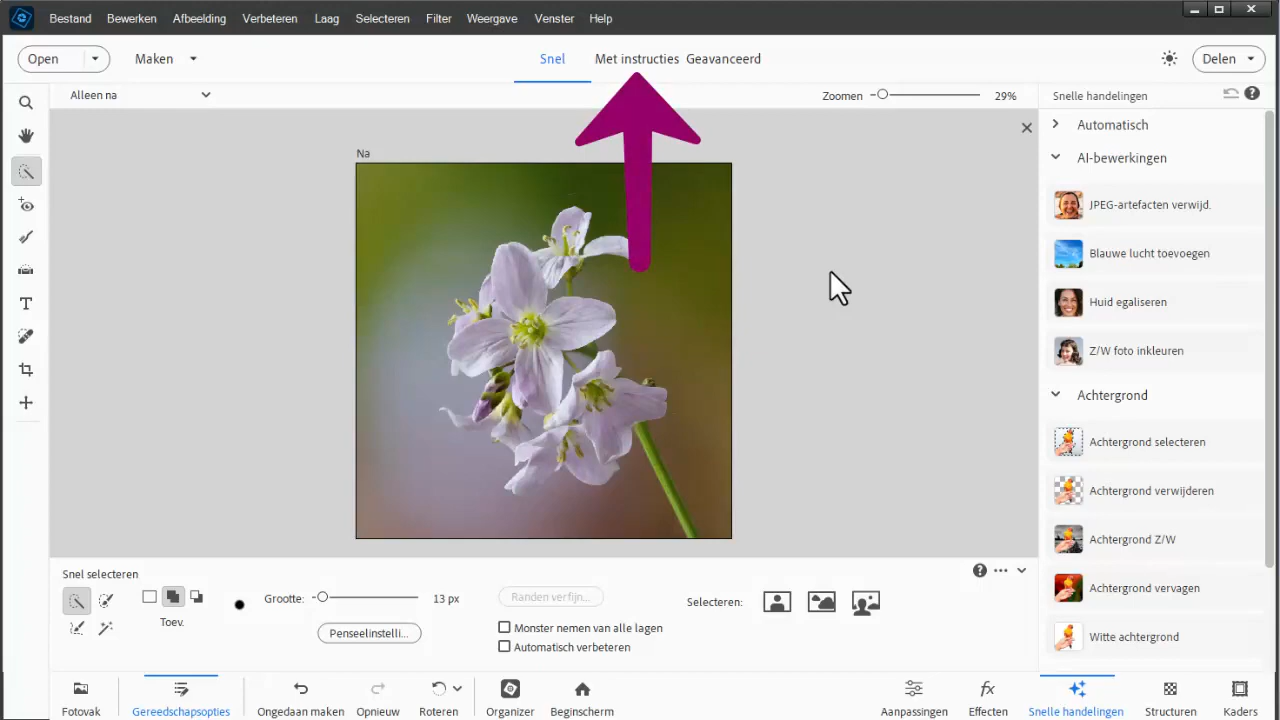 Bestand Bewerken Afbeelding Verbeteren Laag Selecteren Filter Weergave Venster Help
Open Maken Snel Met instructies Geavanceerd Delen
Alleen na Zoomen 29% Snelle handelingen
Automatisch
Na
AI-bewerkingen
JPEG-artefacten verwijd.
Blauwe lucht toevoegen
Huid egaliseren
Z/W foto inkleuren
Achtergrond
Achtergrond selecteren
Achtergrond verwijderen
Achtergrond Z/W
Achtergrond vervagen
Witte achtergrond
Snel selecteren
Grootte: 13 px Randen verfijn... Selecteren:
Toev. Penseelinstelli... Monster nemen van alle lagen
Automatisch verbeteren
Fotovak Gereedschapsopties Ongedaan maken Opnieuw Roteren Organizer Beginscherm Aanpassingen Effecten Snelle handelingen Structuren Kaders